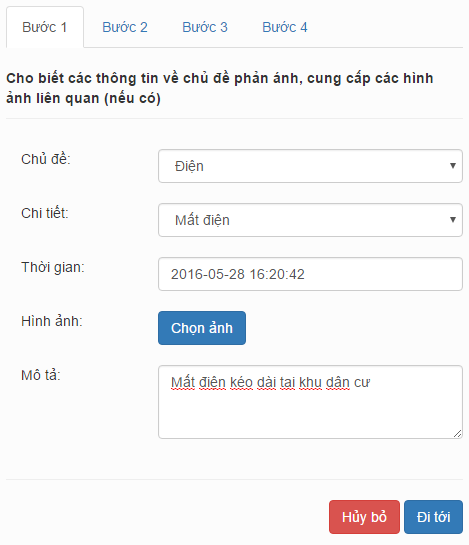 Bước 1 Bước 2 Bước 3 Bước 4
Cho biết các thông tin về chủ đề phản ánh, cung cấp các hình
ảnh liên quan (nếu có)
Chủ đề: Điện
Chi tiết: Mất điện
Thời gian: 2016-05-28 16:20:42
Hình ảnh: Chọn ảnh
Mô tả: Mất điện kéo dài tại khu dân cư
Hủy bỏ Đi tới